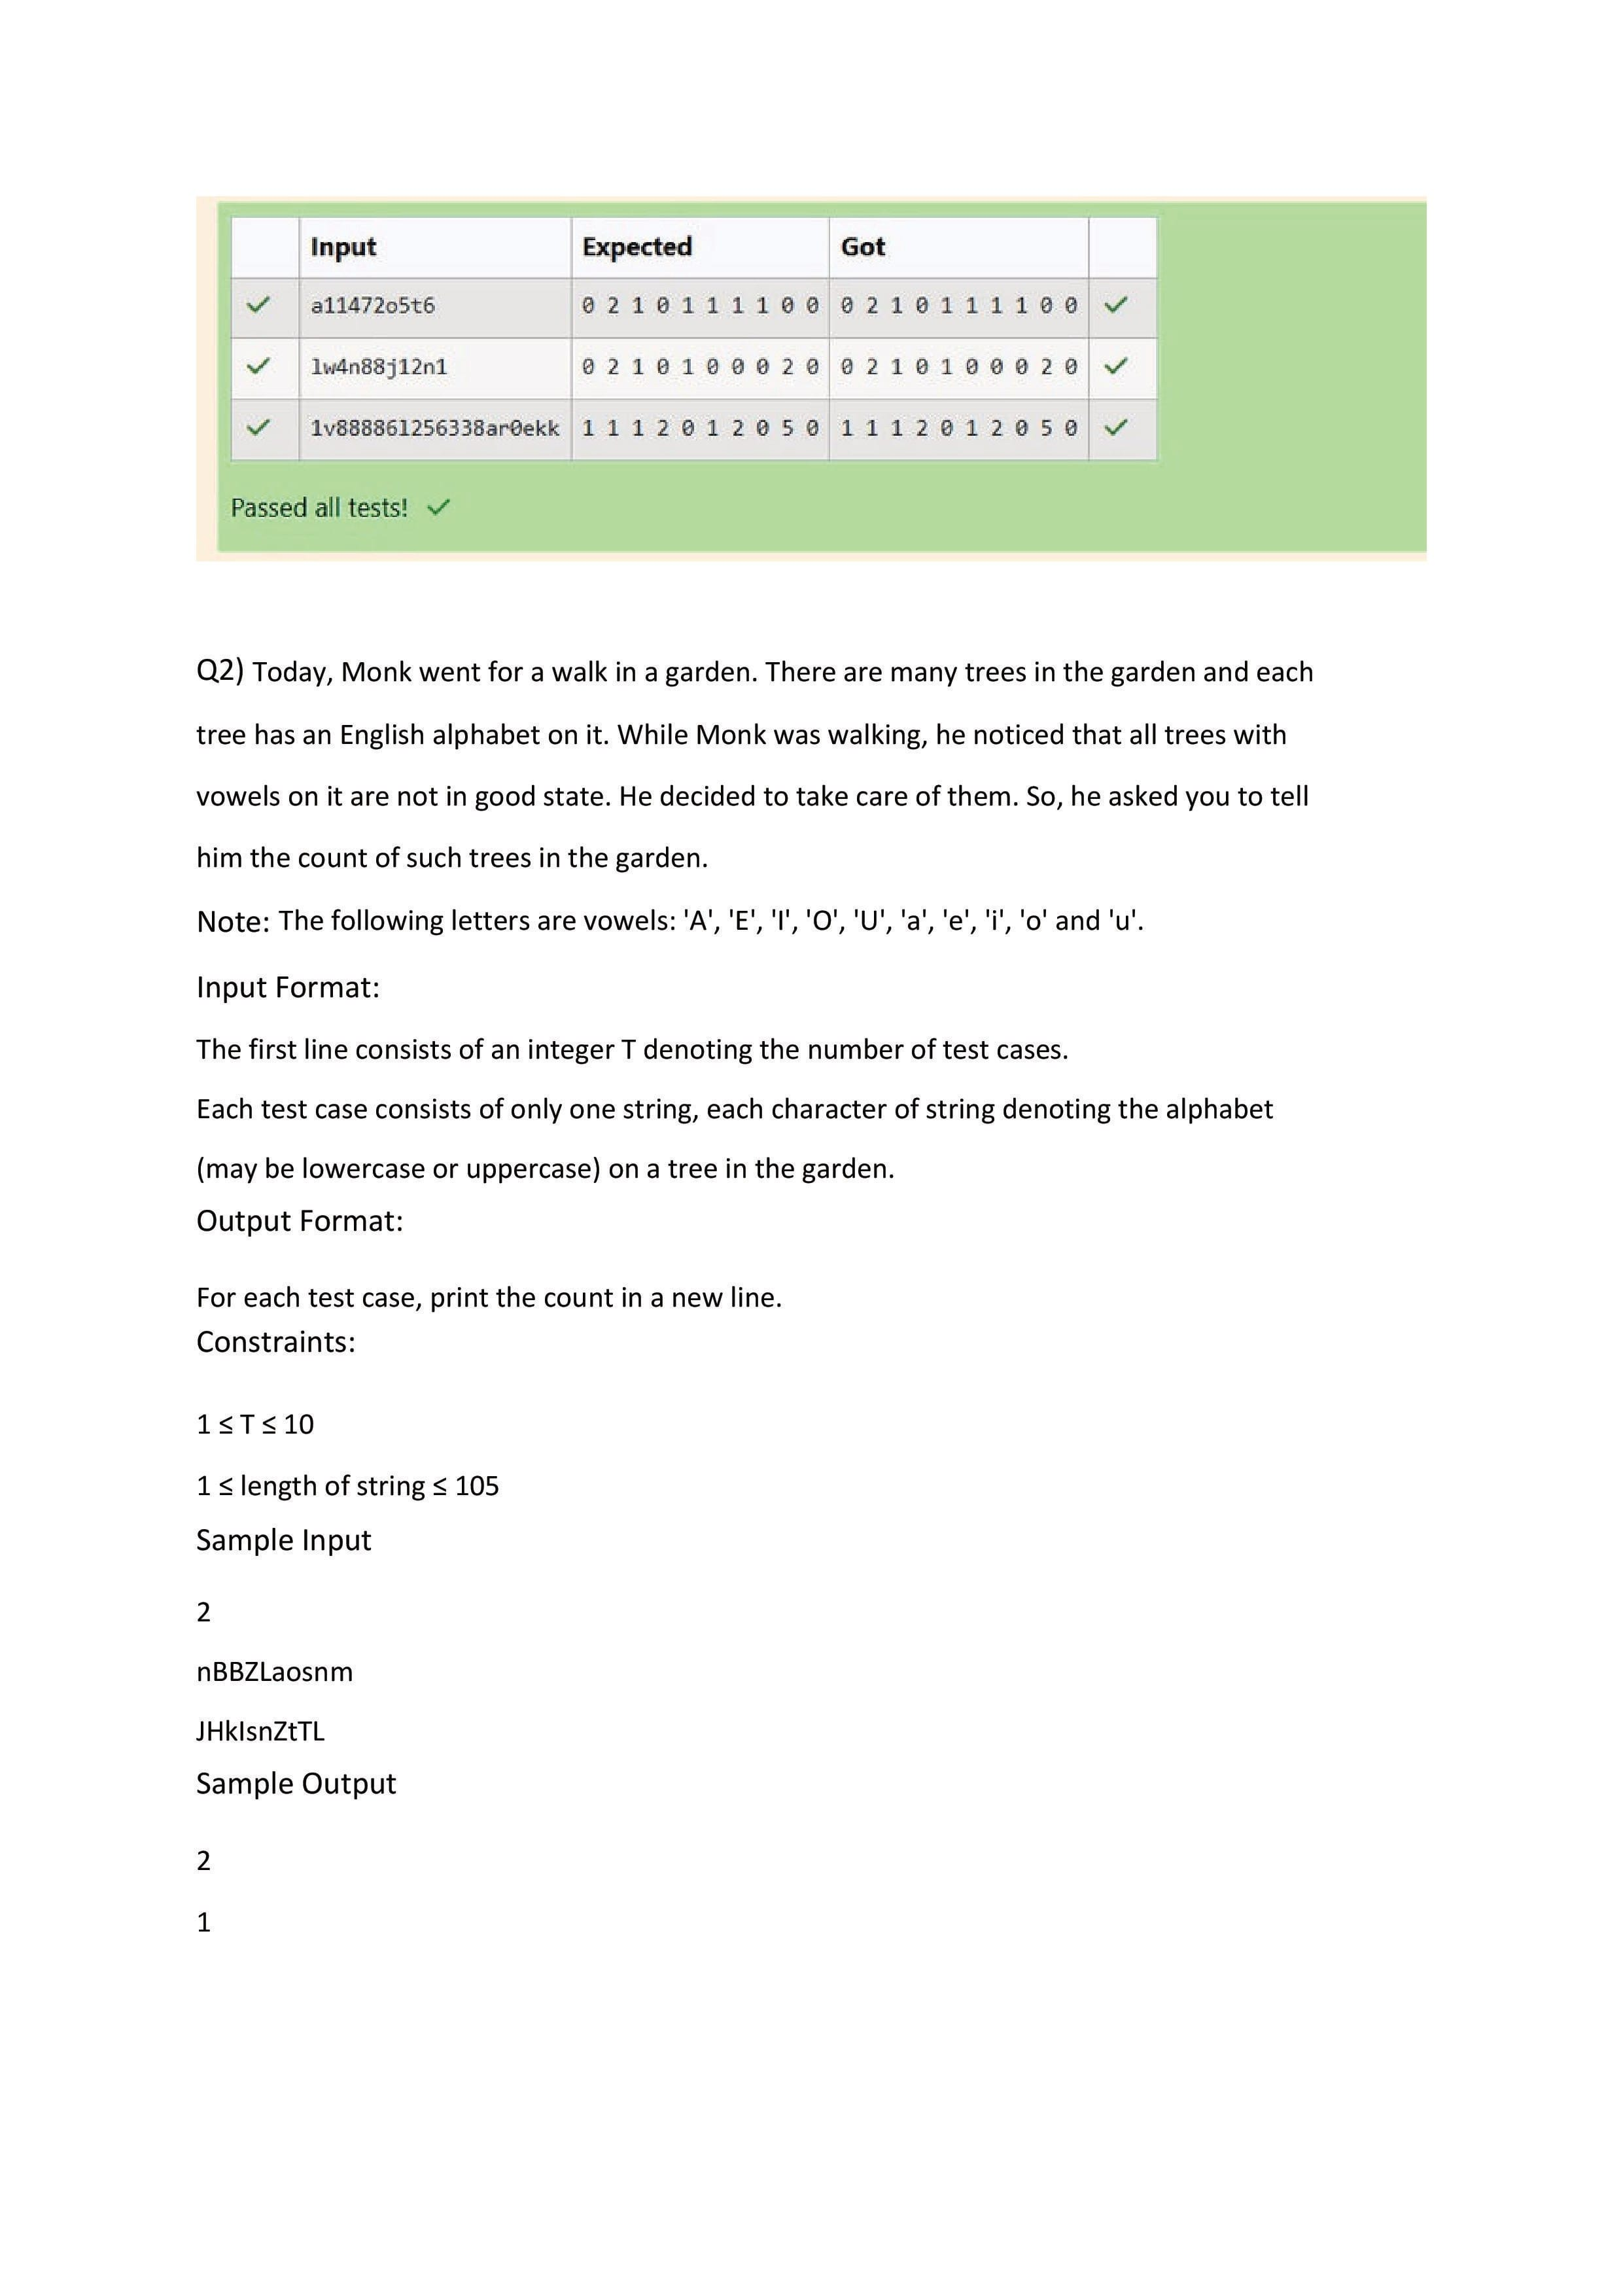 Input Expected Got
a11472o5t6 0 2 1 0 1 1 1 1 0 0 0 2 1 0 1 1 1 1 0 0
lw4n88j12n1 0 2 1 0 1 0 0 0 2 0 0 2 1 0 1 0 0 0 2 0
1v888861256338ar0ekk 1 1 1 2 0 1 2 0 5 0 1 1 1 2 0 1 2 0 5 0
Passed all tests!
Q2) Today, Monk went for a walk in a garden. There are many trees in the garden and each
tree has an English alphabet on it. While Monk was walking, he noticed that all trees with
vowels on it are not in good state. He decided to take care of them. So, he asked you to tell
him the count of such trees in the garden.
Note: The following letters are vowels: 'A', 'E', 'I', 'O', 'U', 'a', 'e', 'i', 'o' and 'u'.
Input Format:
The first line consists of an integer T denoting the number of test cases.
Each test case consists of only one string, each character of string denoting the alphabet
(may be lowercase or uppercase) on a tree in the garden.
Output Format:
For each test case, print the count in a new line.
Constraints:
1 ≤ T ≤ 10
1 ≤ length of string ≤ 105
Sample Input
2
nBBZLaosnm
JHkIsnZtTL
Sample Output
2
1